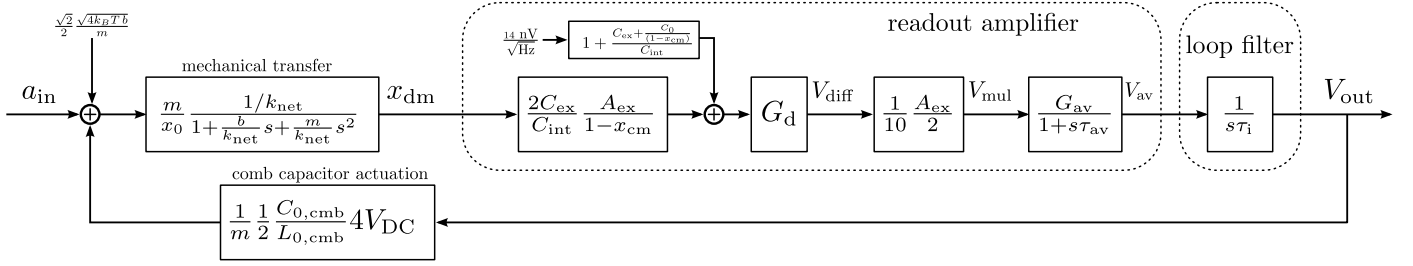 √2/2 √(4k_B T b)/m
14 nV/√Hz
1 + (C_ex + C_0/(1−x_cm))/C_int
readout amplifier
loop filter
mechanical transfer
a_in
+
m/x_0 (1/k_net)/(1 + (b/k_net)s + (m/k_net)s²)
x_dm
2C_ex/C_int A_ex/(1−x_cm)
+
G_d
V_diff
1/10 A_ex/2
V_mul
G_av/(1+sτ_av)
V_av
1/(sτ_i)
V_out
comb capacitor actuation
1/m 1/2 C_0,cmb/L_0,cmb 4V_DC